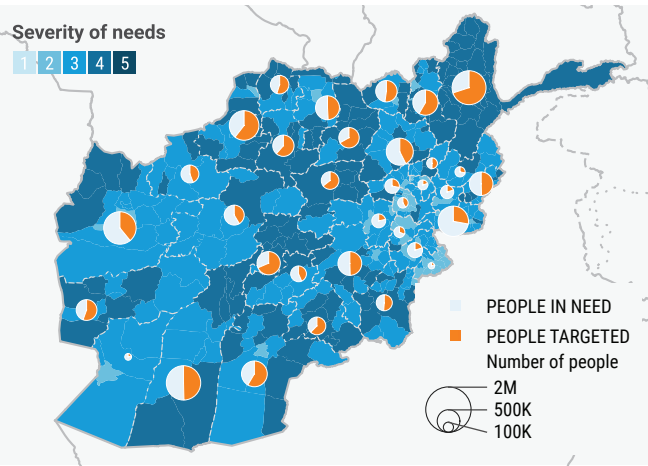 Severity of needs
1 2 3 4 5
PEOPLE IN NEED
PEOPLE TARGETED
Number of people
2M
500K
100K